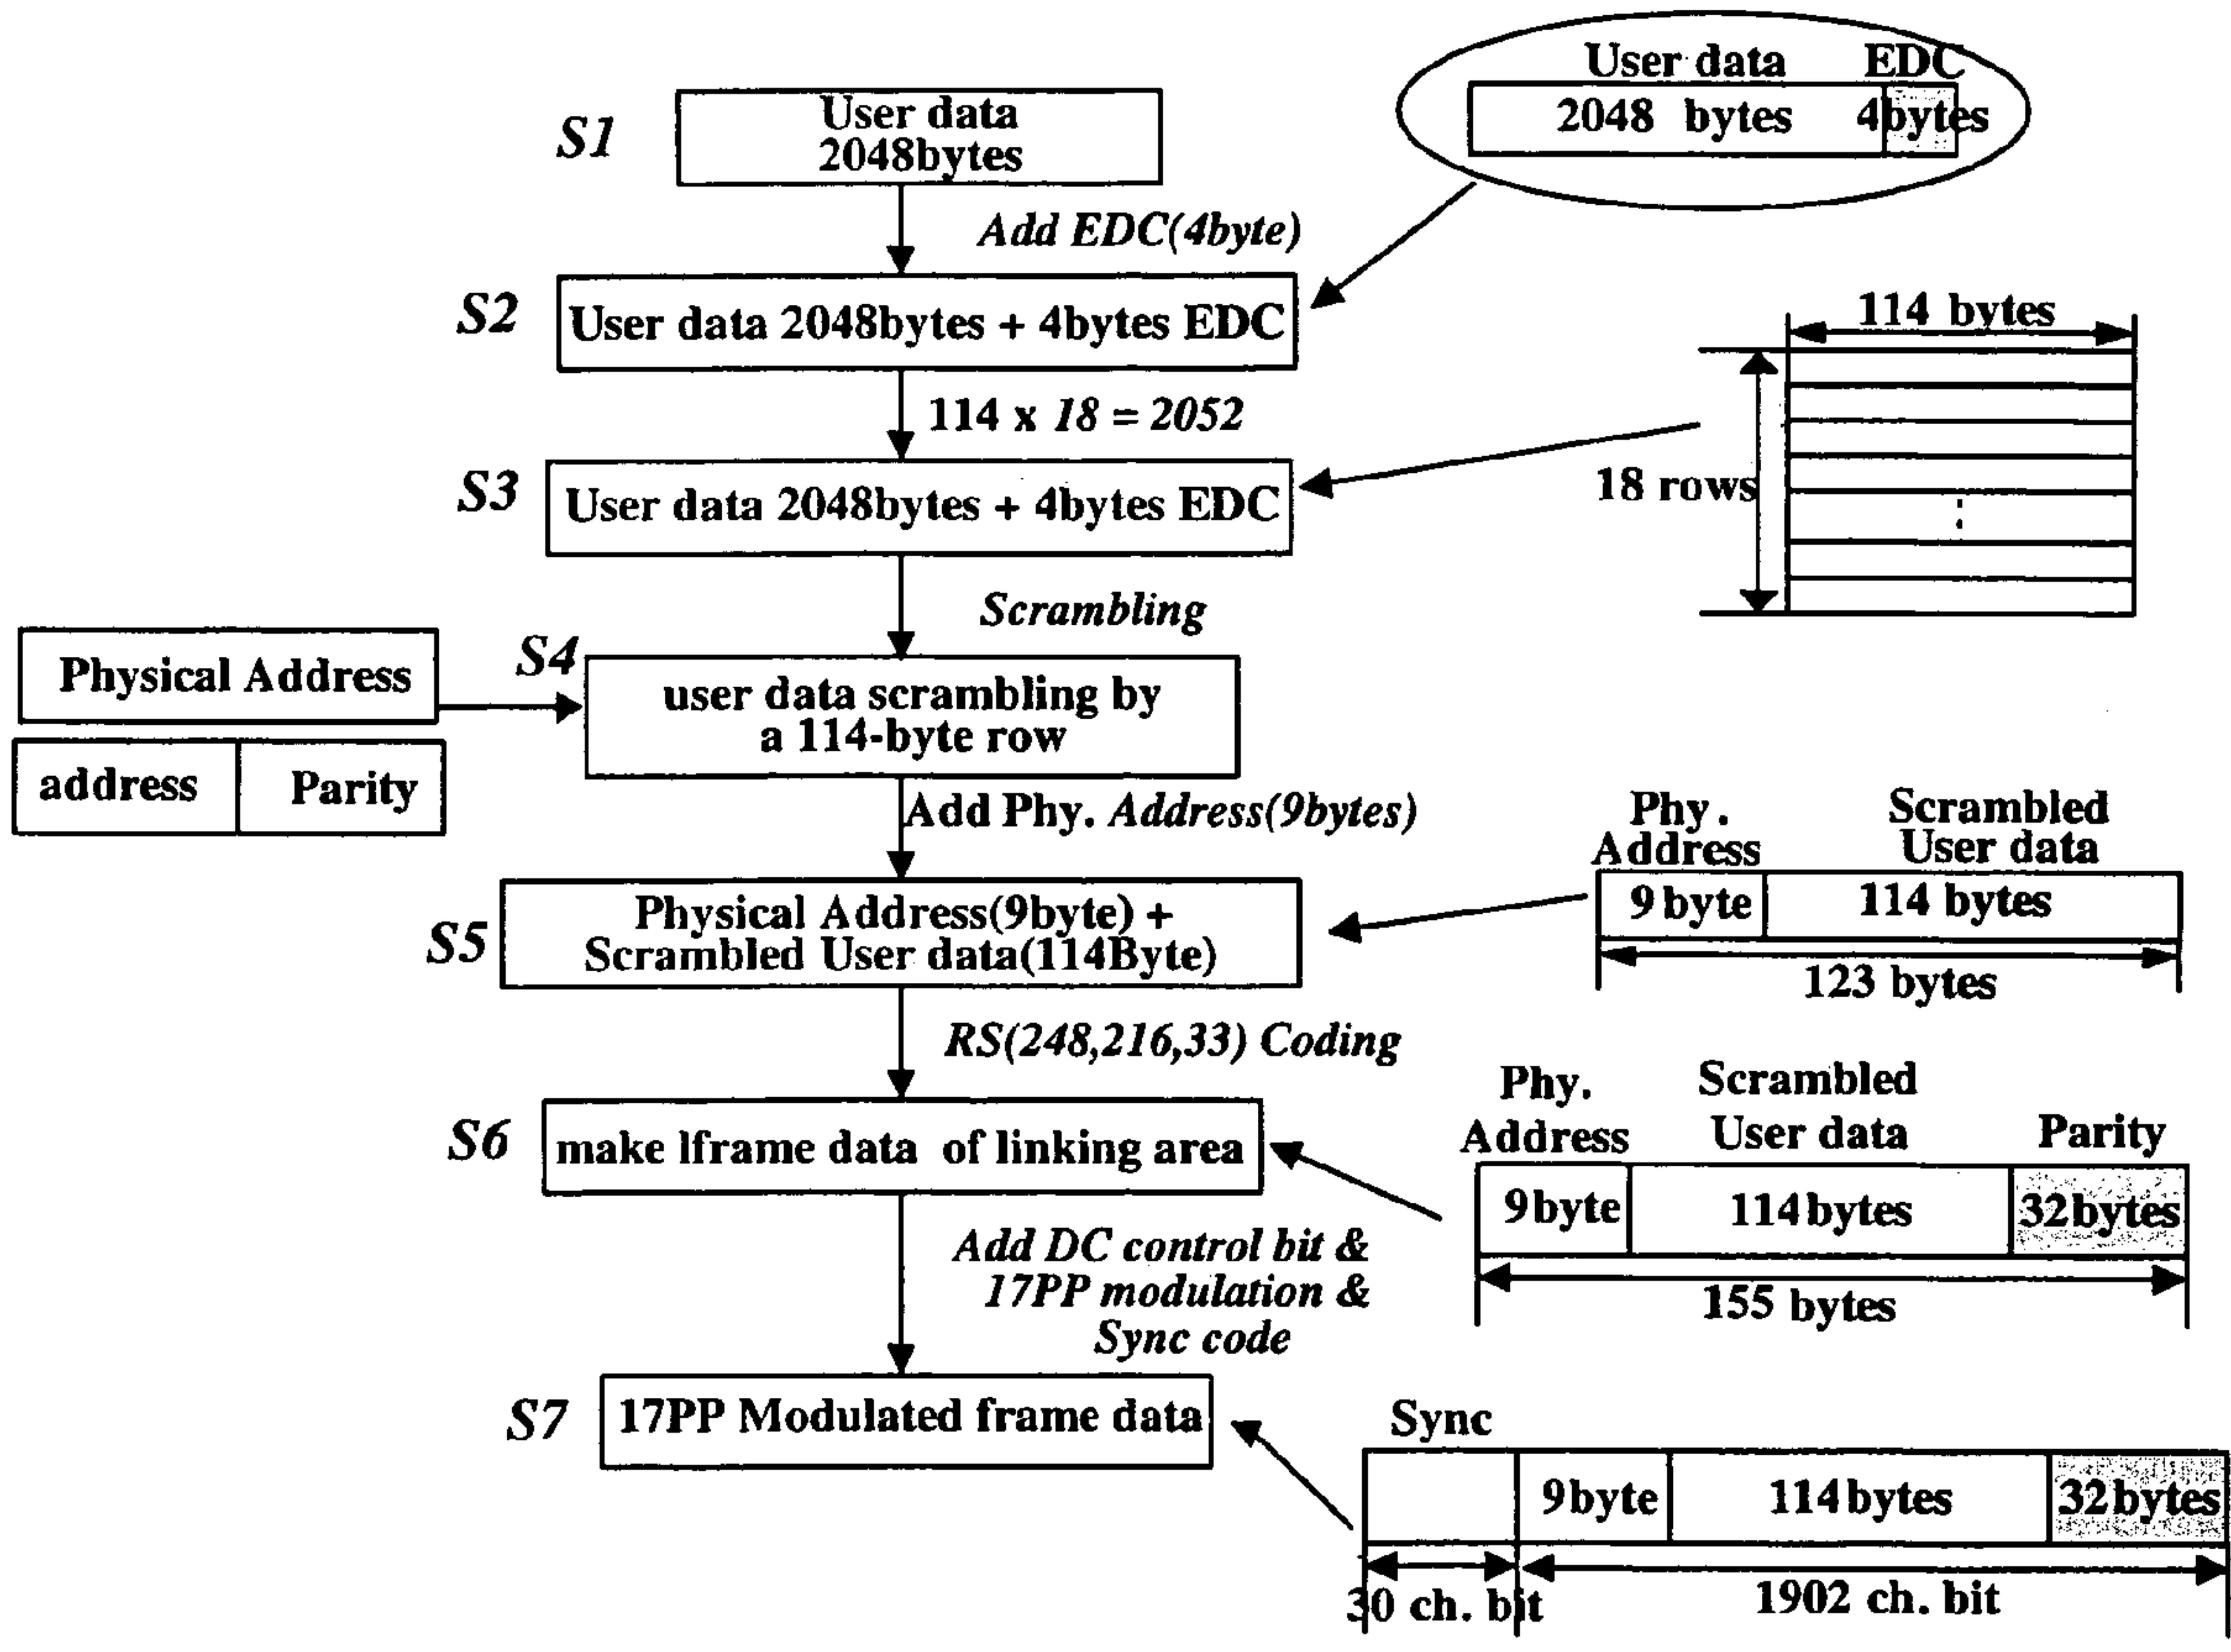 User data EDC
2048 bytes 4bytes
S1
User data
2048bytes
Add EDC(4byte)
S2
User data 2048bytes + 4bytes EDC
114 bytes
18 rows
114 x 18 = 2052
S3
User data 2048bytes + 4bytes EDC
Scrambling
Physical Address
address Parity
S4
user data scrambling by
a 114-byte row
Add Phy. Address(9bytes)
Phy.
Address
Scrambled
User data
9 byte 114 bytes
123 bytes
S5
Physical Address(9byte) +
Scrambled User data(114Byte)
RS(248,216,33) Coding
Phy.
Address
Scrambled
User data
Parity
9byte 114bytes 32bytes
155 bytes
S6
make lframe data of linking area
Add DC control bit &
17PP modulation &
Sync code
S7
17PP Modulated frame data
Sync
9byte 114bytes 32bytes
30 ch. bit 1902 ch. bit